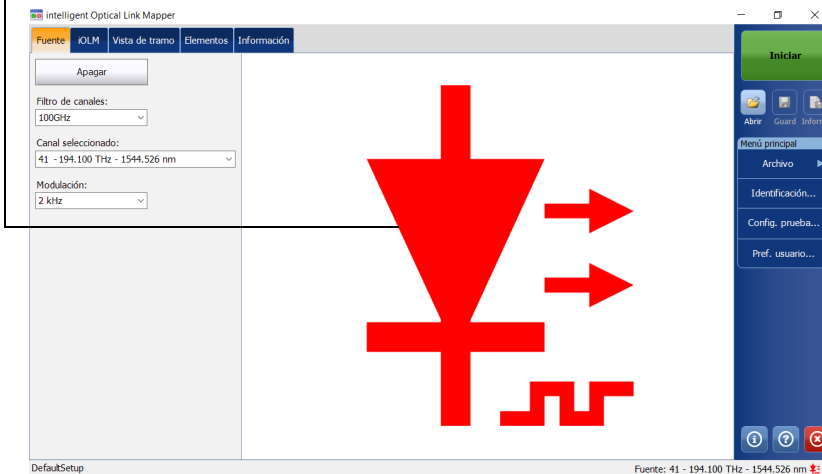 intelligent Optical Link Mapper
Fuente iOLM Vista de tramo Elementos Información
Apagar
Filtro de canales:
100GHz
Canal seleccionado:
41 - 194.100 THz - 1544.526 nm
Modulación:
2 kHz
Iniciar
Abrir Guard Inforr
Menú principal
Archivo
Identificación...
Config. prueba...
Pref. usuario...
DefaultSetup
Fuente: 41 - 194.100 THz - 1544.526 nm